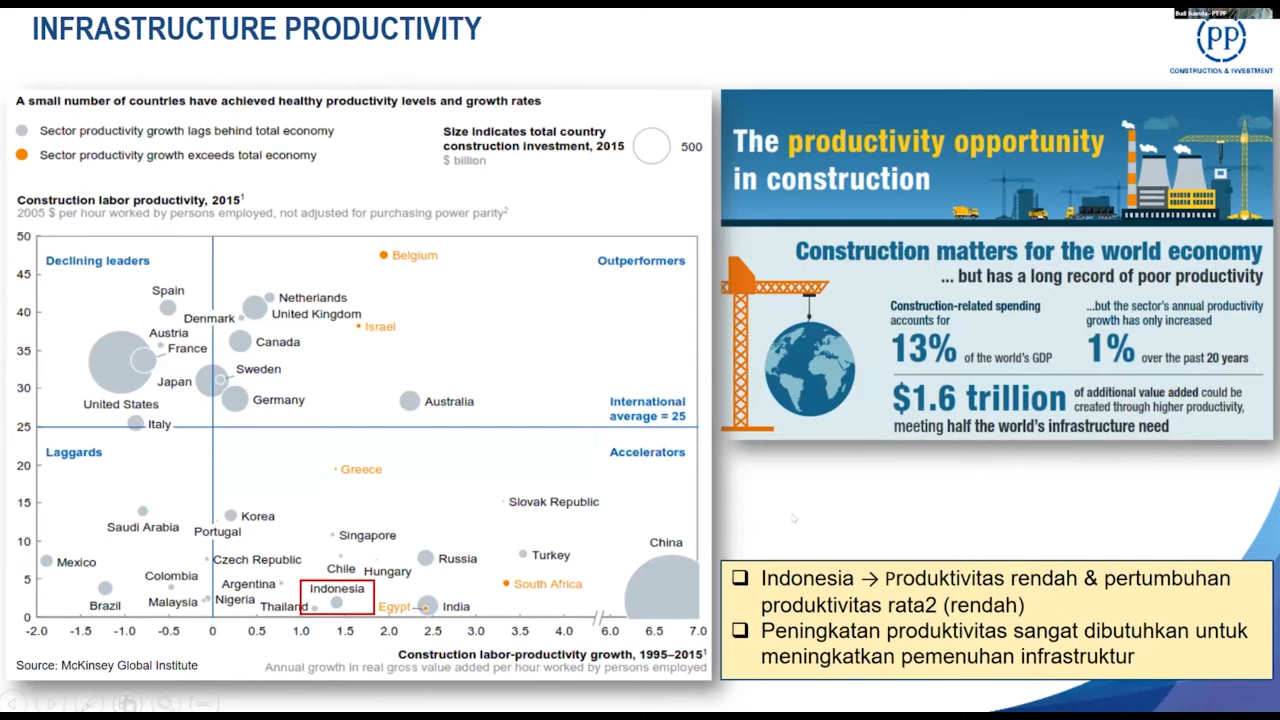 INFRASTRUCTURE PRODUCTIVITY
Budi Suanda - PT PP
pp
CONSTRUCTION & INVESTMENT
A small number of countries have achieved healthy productivity levels and growth rates
Sector productivity growth lags behind total economy
Sector productivity growth exceeds total economy
Size indicates total country
construction investment, 2015
$ billion
500
Construction labor productivity, 2015¹
2005 $ per hour worked by persons employed, not adjusted for purchasing power parity²
50
45
40
35
30
25
20
15
10
5
0
Declining leaders
Outperformers
Belgium
Spain
Netherlands
Denmark
United Kingdom
Israel
Austria
France
Canada
Japan
Sweden
United States
Germany
Australia
Italy
International
average = 25
Laggards
Accelerators
Greece
Slovak Republic
Saudi Arabia
Korea
Portugal
Singapore
China
Mexico
Czech Republic
Chile
Hungary
Russia
Turkey
Colombia
Argentina
Indonesia
South Africa
Brazil
Malaysia
Nigeria
Thailand
Egypt
India
-2.0 -1.5 -1.0 -0.5 0 0.5 1.0 1.5 2.0 2.5 3.0 3.5 4.0 6.0 6.5 7.0
Construction labor-productivity growth, 1995–2015¹
Annual growth in real gross value added per hour worked by persons employed
Source: McKinsey Global Institute
The productivity opportunity
in construction
Construction matters for the world economy
... but has a long record of poor productivity
Construction-related spending
accounts for
13% of the world's GDP
...but the sector's annual productivity
growth has only increased
1% over the past 20 years
$1.6 trillion of additional value added could be
created through higher productivity,
meeting half the world's infrastructure need
❑ Indonesia → Produktivitas rendah & pertumbuhan
produktivitas rata2 (rendah)
❑ Peningkatan produktivitas sangat dibutuhkan untuk
meningkatkan pemenuhan infrastruktur